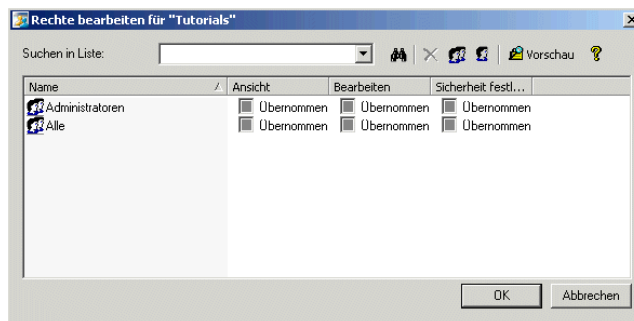 Rechte bearbeiten für "Tutorials"
Suchen in Liste: Vorschau
Name Ansicht Bearbeiten Sicherheit festl...
Administratoren Übernommen Übernommen Übernommen
Alle Übernommen Übernommen Übernommen
OK Abbrechen